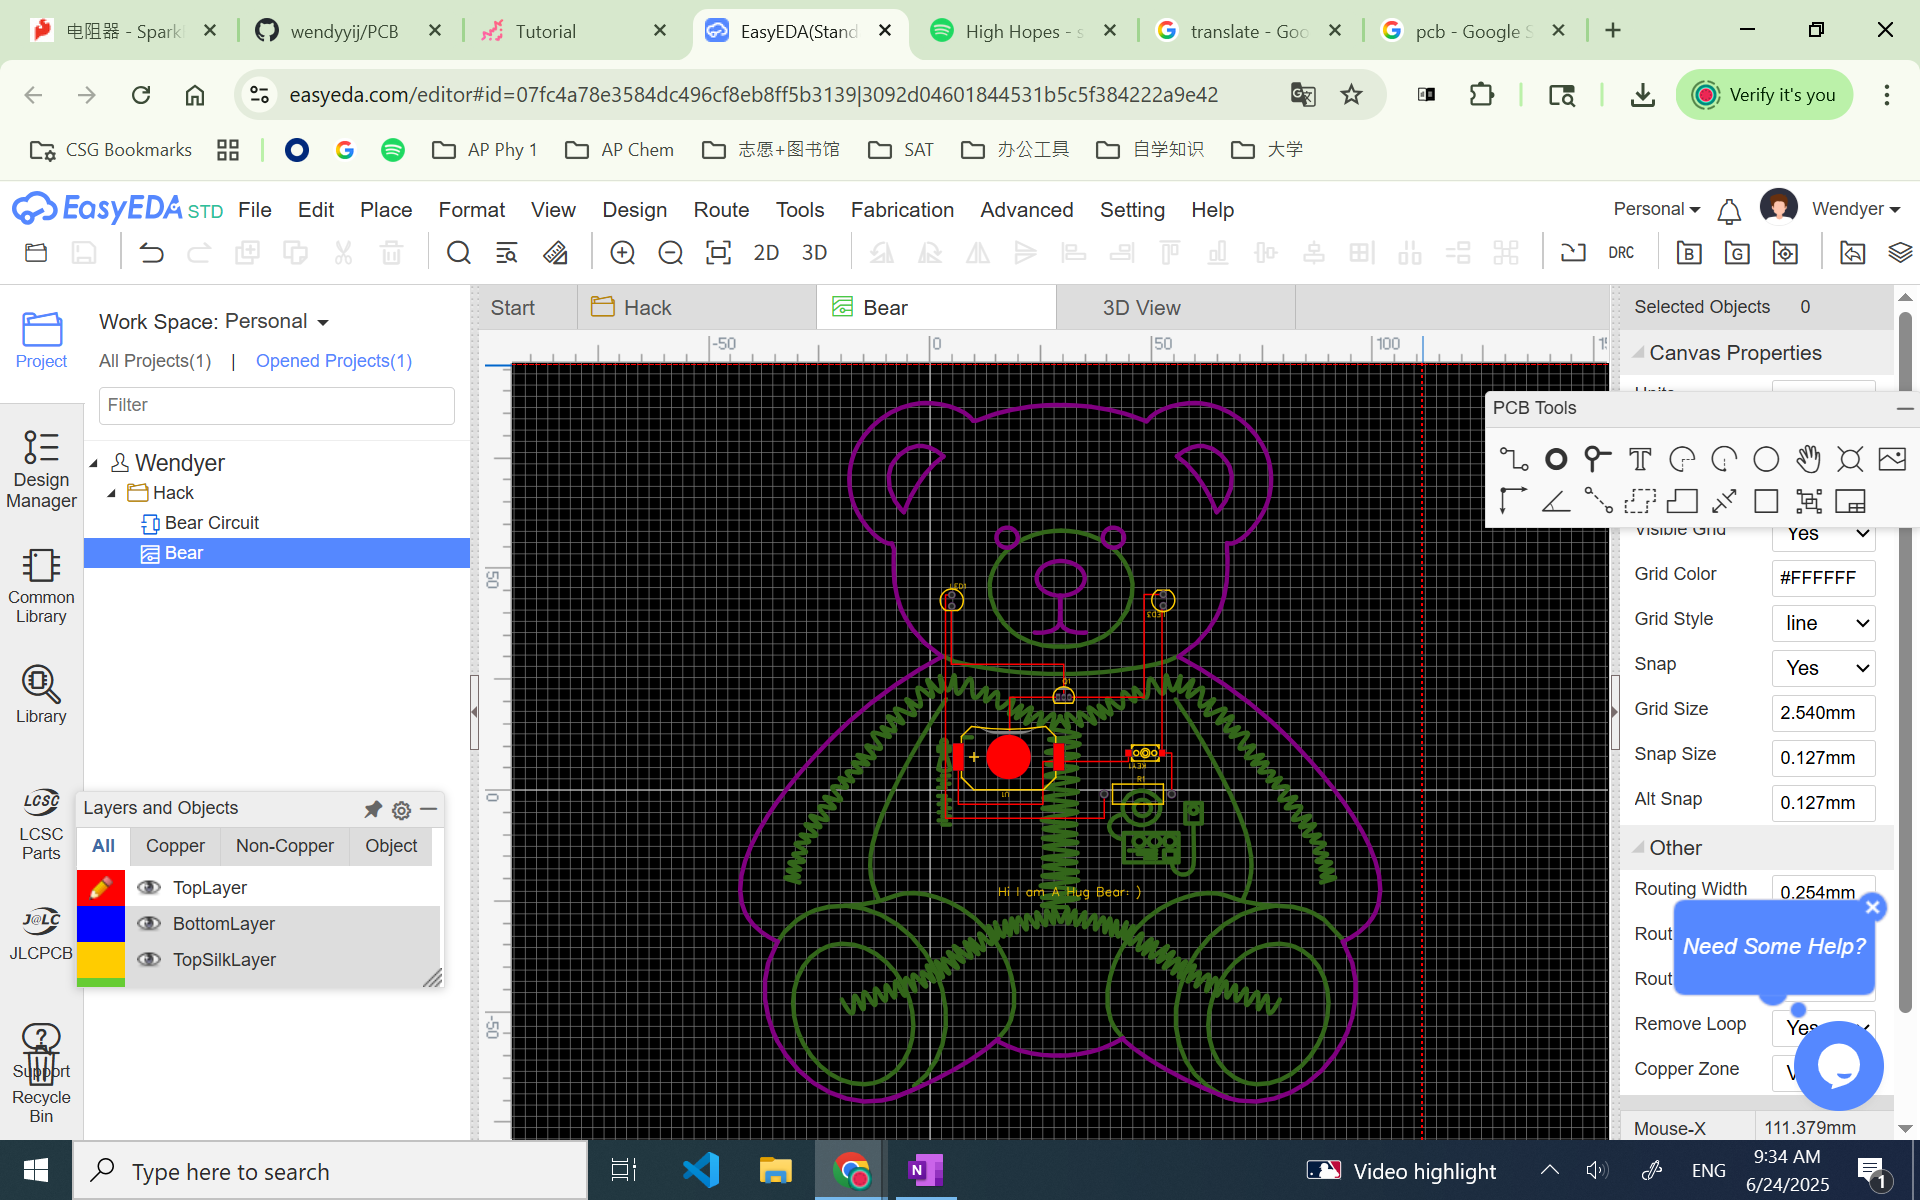 电阻器 - Spark
wendyyij/PCB
Tutorial
EasyEDA(Stand
High Hopes - s
translate - Goo
pcb - Google S
easyeda.com/editor#id=07fc4a78e3584dc496cf8eb8ff5b3139|3092d04601844531b5c5f384222a9e42
Verify it's you
CSG Bookmarks
AP Phy 1
AP Chem
志愿+图书馆
SAT
办公工具
自学知识
大学
EasyEDA STD
File Edit Place Format View Design Route Tools Fabrication Advanced Setting Help
Personal
Wendyer
2D 3D
DRC
B G
Start
Hack
Bear
3D View
Project
Work Space: Personal
All Projects(1) | Opened Projects(1)
Filter
Wendyer
Hack
Bear Circuit
Bear
Design Manager
Common Library
Library
LCSC
LCSC Parts
J@LC
JLCPCB
Support
Recycle Bin
Layers and Objects
All Copper Non-Copper Object
TopLayer
BottomLayer
TopSilkLayer
-50 0 50 100
50
0
-50
LED1
LED2
Q1
KEY1
R1
Hi I am A Hug Bear: )
Selected Objects 0
Canvas Properties
PCB Tools
Visible Grid Yes
Grid Color #FFFFFF
Grid Style line
Snap Yes
Grid Size 2.540mm
Snap Size 0.127mm
Alt Snap 0.127mm
Other
Routing Width 0.254mm
Rout
Rout
Need Some Help?
Remove Loop Yes
Copper Zone
Mouse-X 111.379mm
Type here to search
Video highlight
ENG
9:34 AM
6/24/2025
1